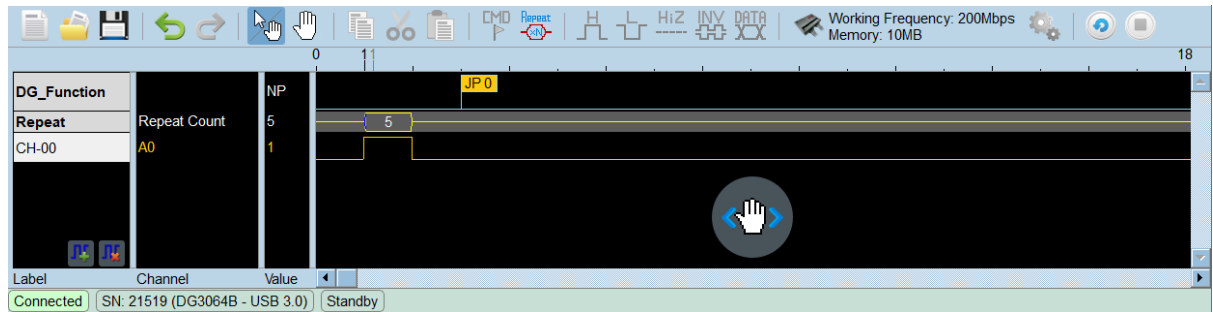 CMD Repeat H L HiZ INV DATA Working Frequency: 200Mbps
×N Memory: 10MB
0 1 1 18
DG_Function NP JP 0
Repeat Repeat Count 5 5
CH-00 A0 1
Label Channel Value
Connected SN: 21519 (DG3064B - USB 3.0) Standby